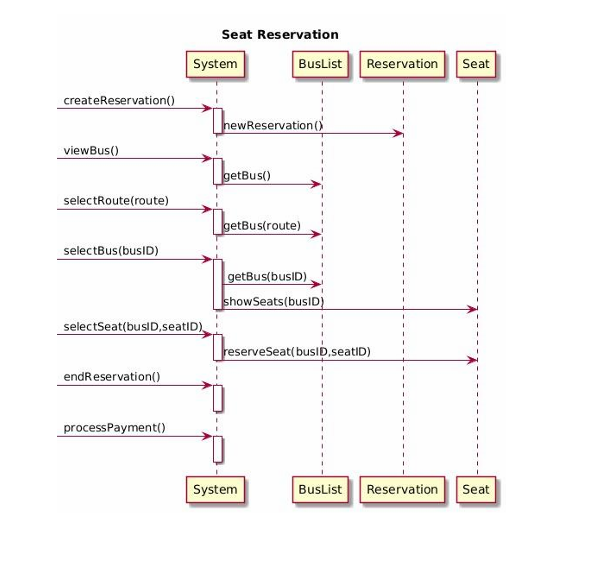 Seat Reservation
System BusList Reservation Seat
createReservation()
newReservation()
viewBus()
getBus()
selectRoute(route)
getBus(route)
selectBus(busID)
getBus(busID)
showSeats(busID)
selectSeat(busID,seatID)
reserveSeat(busID,seatID)
endReservation()
processPayment()
System BusList Reservation Seat